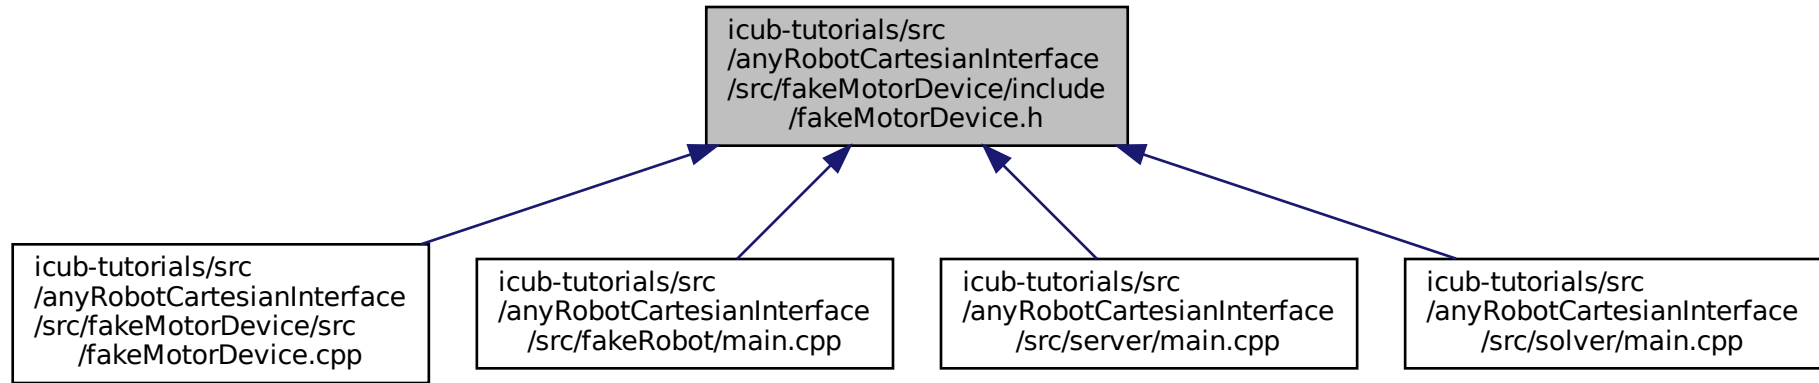 icub-tutorials/src
/anyRobotCartesianInterface
/src/fakeMotorDevice/include
/fakeMotorDevice.h
icub-tutorials/src
/anyRobotCartesianInterface
/src/fakeMotorDevice/src
/fakeMotorDevice.cpp
icub-tutorials/src
/anyRobotCartesianInterface
/src/fakeRobot/main.cpp
icub-tutorials/src
/anyRobotCartesianInterface
/src/server/main.cpp
icub-tutorials/src
/anyRobotCartesianInterface
/src/solver/main.cpp